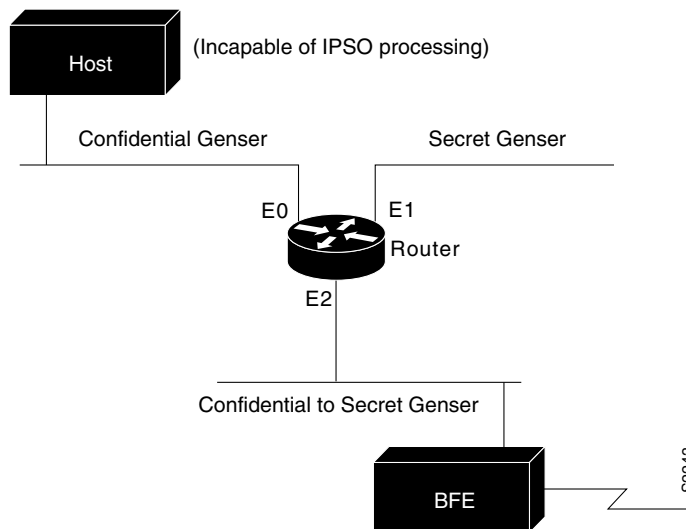 Host
(Incapable of IPSO processing)
Confidential Genser
Secret Genser
E0
E1
Router
E2
Confidential to Secret Genser
BFE